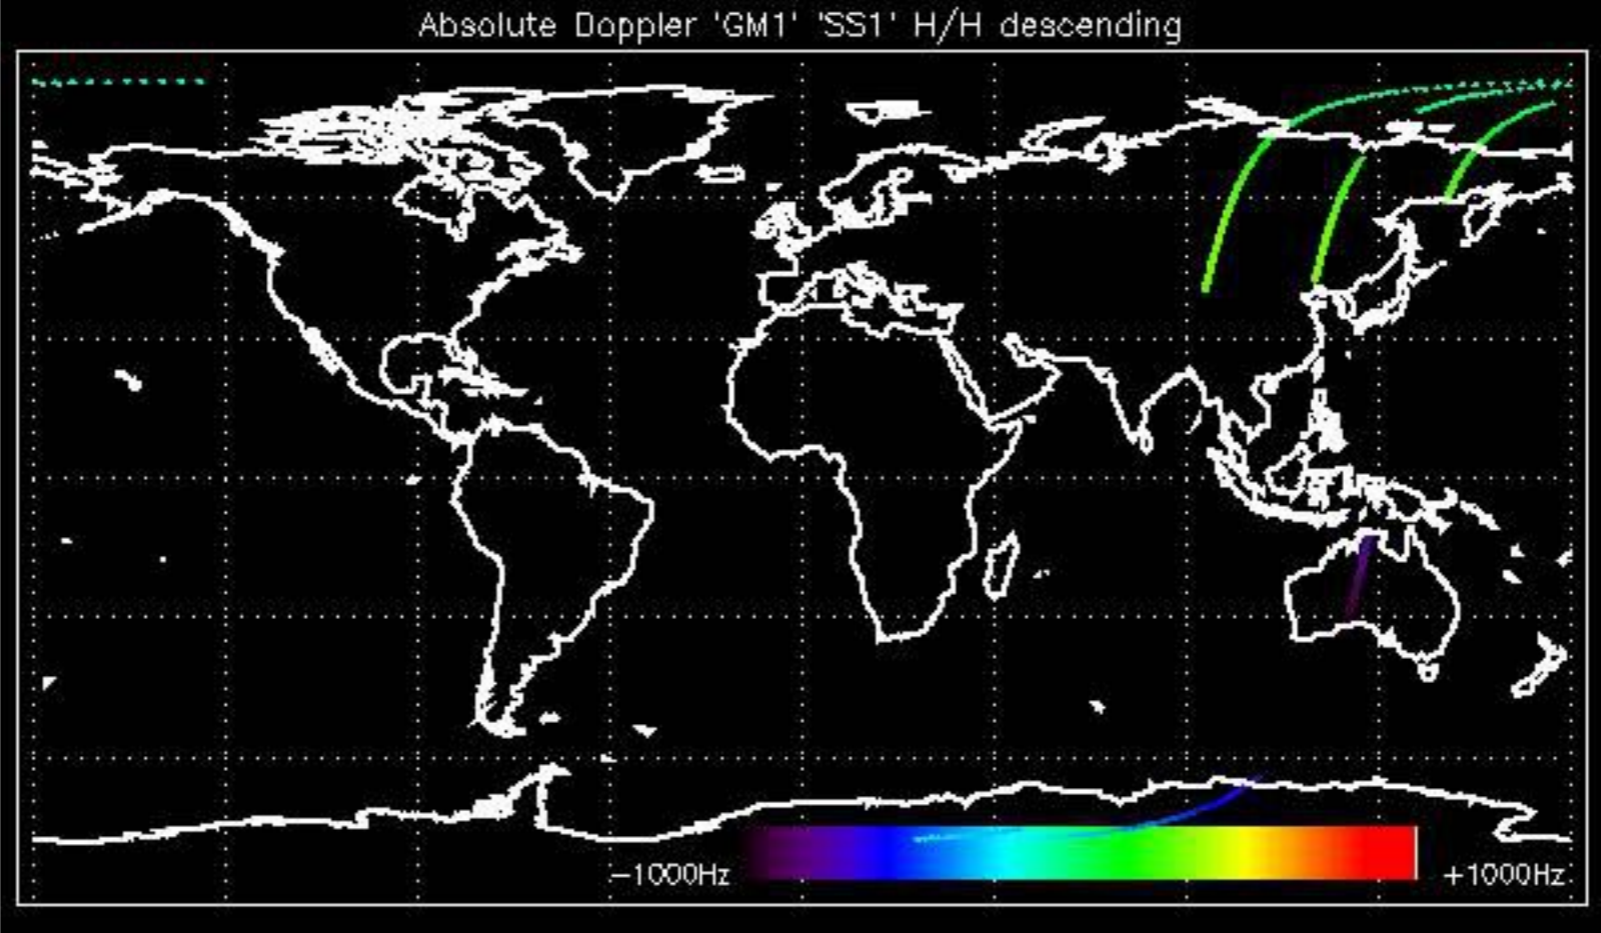 Absolute Doppler 'GM1' 'SS1' H/H descending
−1000Hz
+1000Hz